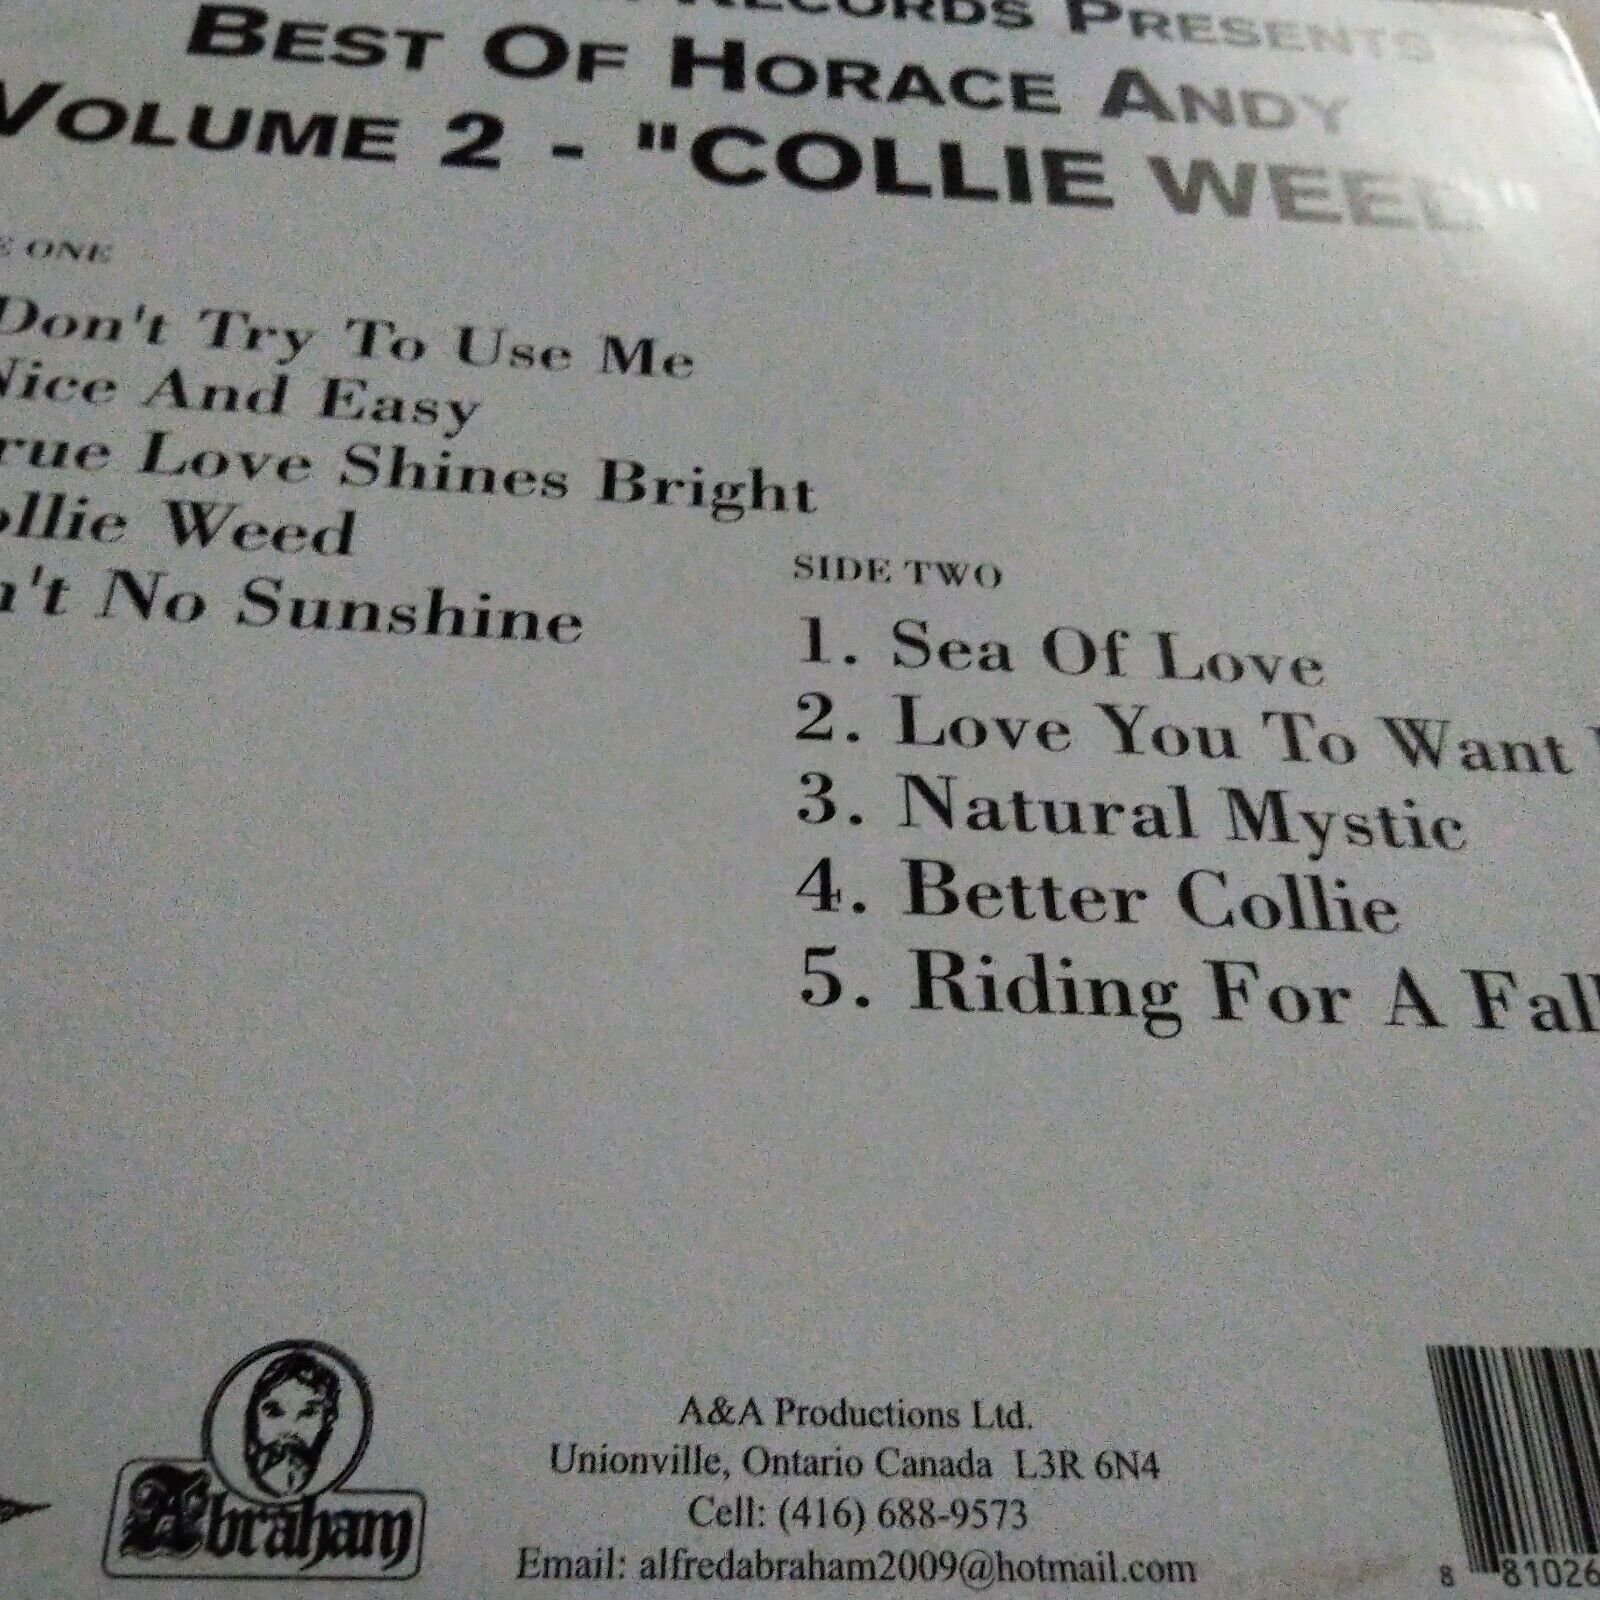 RECORDS PRESENTS
BEST OF HORACE ANDY
VOLUME 2 - "COLLIE WEED"
ONE
Don't Try To Use Me
Nice And Easy
rue Love Shines Bright
ollie Weed
n't No Sunshine
SIDE TWO
1. Sea Of Love
2. Love You To Want
3. Natural Mystic
4. Better Collie
5. Riding For A Fall
Abraham
A&A Productions Ltd.
Unionville, Ontario Canada L3R 6N4
Cell: (416) 688-9573
Email: alfredabraham2009@hotmail.com
8 81026